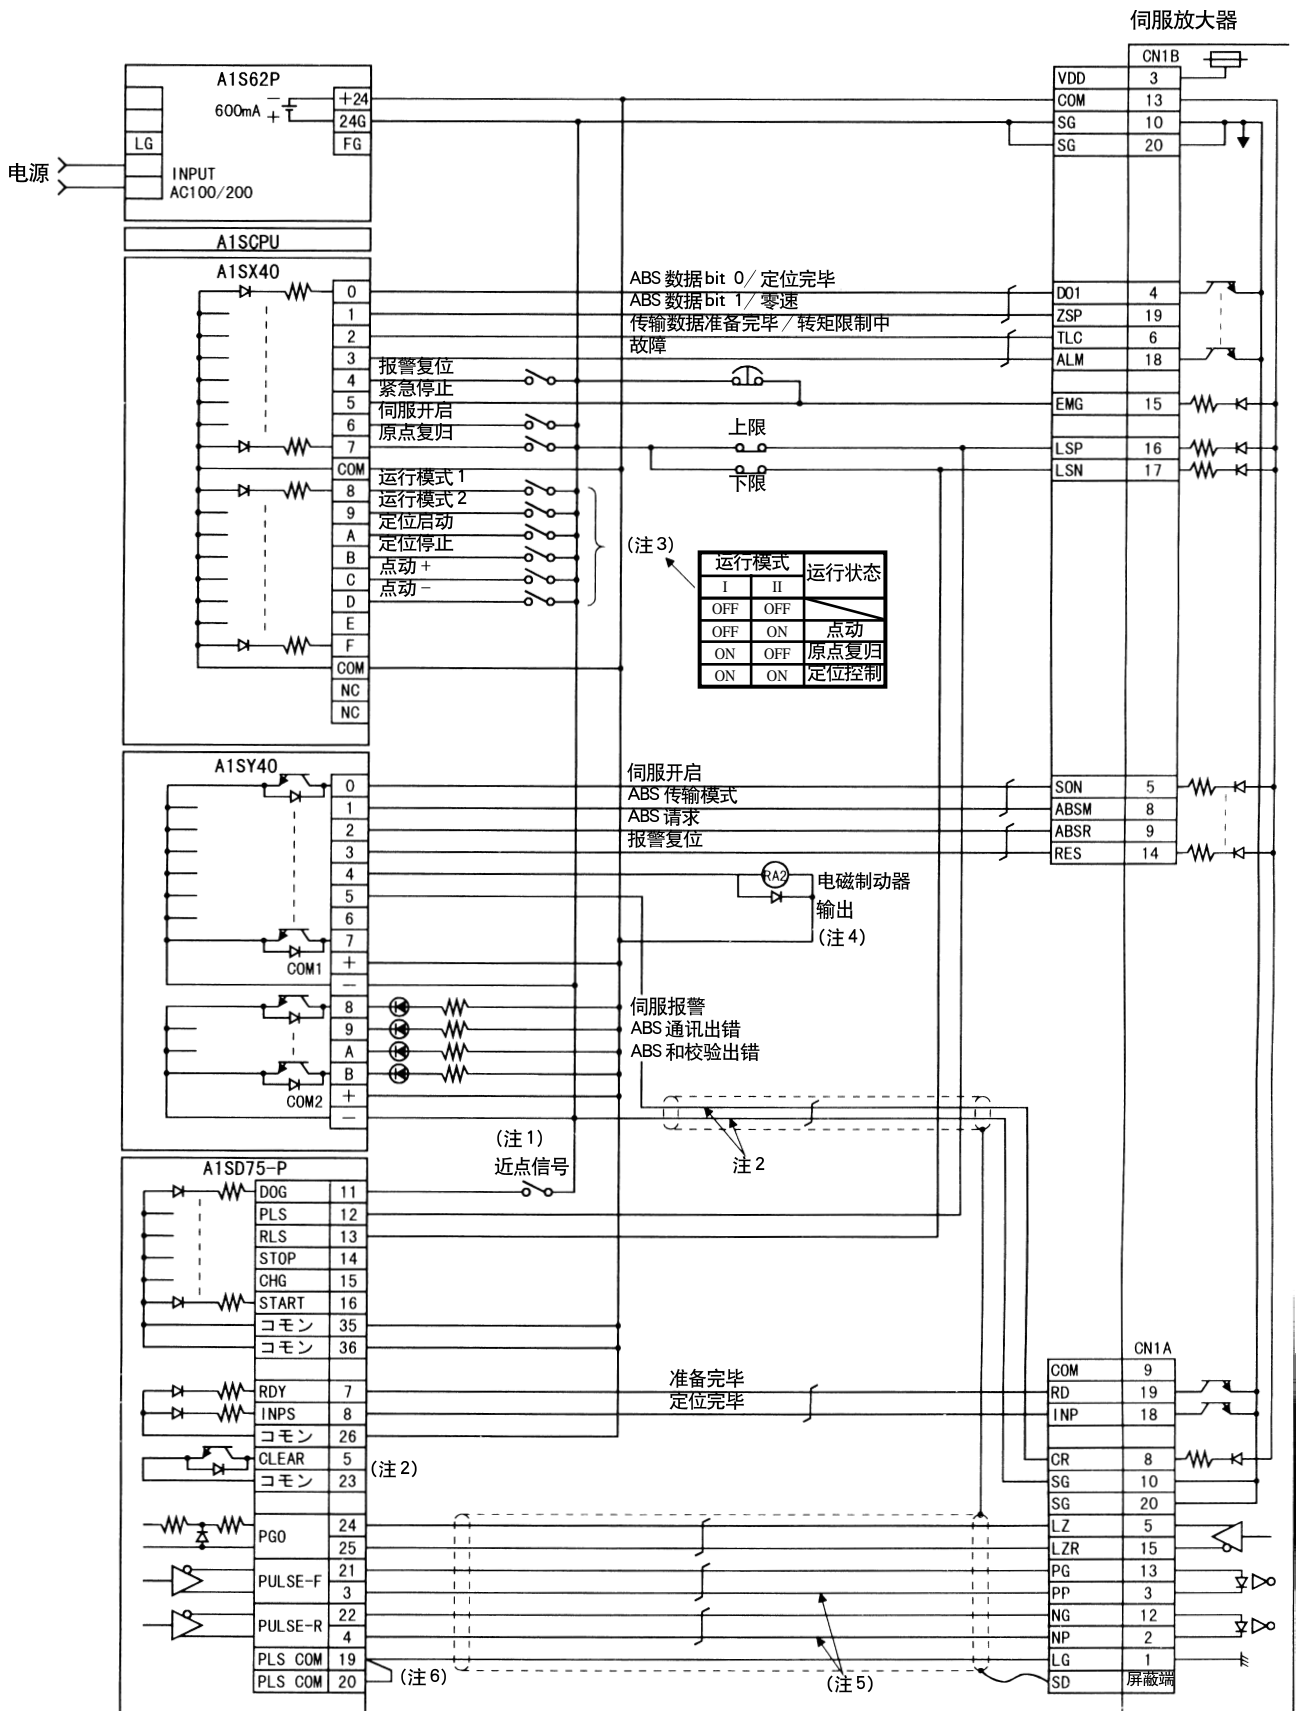 伺服放大器
CN1B
VDD 3
COM 13
SG 10
SG 20
A1S62P
－
600mA
＋
+24
24G
FG
LG
电源
INPUT
AC100/200
A1SCPU
A1SX40
0
1
2
3
4
5
6
7
COM
8
9
A
B
C
D
E
F
COM
NC
NC
ABS 数据 bit 0／定位完毕
ABS 数据 bit 1／零速
传输数据准备完毕／转矩限制中
故障
报警复位
紧急停止
伺服开启
原点复归
运行模式 1
运行模式 2
定位启动
定位停止
点动＋
点动－
上限
下限
DO1 4
ZSP 19
TLC 6
ALM 18
EMG 15
LSP 16
LSN 17
(注 3)
运行模式 运行状态
I II
OFF OFF
OFF ON 点动
ON OFF 原点复归
ON ON 定位控制
A1SY40
0
1
2
3
4
5
6
7
COM1
＋
－
8
9
A
B
COM2
＋
－
伺服开启
ABS 传输模式
ABS 请求
报警复位
SON 5
ABSM 8
ABSR 9
RES 14
RA2
电磁制动器
输出
(注 4)
伺服报警
ABS 通讯出错
ABS 和校验出错
(注 1)
近点信号
注 2
A1SD75-P
DOG 11
PLS 12
RLS 13
STOP 14
CHG 15
START 16
コモン 35
コモン 36
RDY 7
INPS 8
コモン 26
CLEAR 5
コモン 23
(注 2)
PGO 24
25
PULSE-F 21
3
PULSE-R 22
4
PLS COM 19
PLS COM 20
(注 6)
准备完毕
定位完毕
(注 5)
CN1A
COM 9
RD 19
INP 18
CR 8
SG 10
SG 20
LZ 5
LZR 15
PG 13
PP 3
NG 12
NP 2
LG 1
SD 屏蔽端